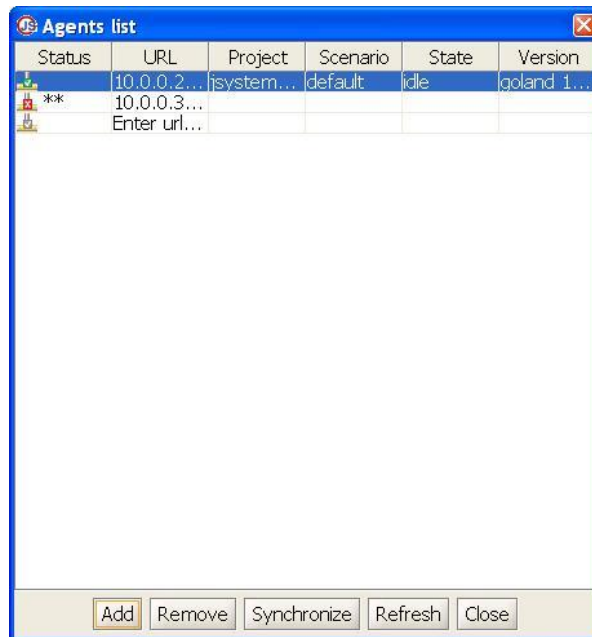 JS Agents list
Status URL Project Scenario State Version
10.0.0.2... jsystem... default idle goland 1...
** 10.0.0.3...
Enter url...
Add Remove Synchronize Refresh Close